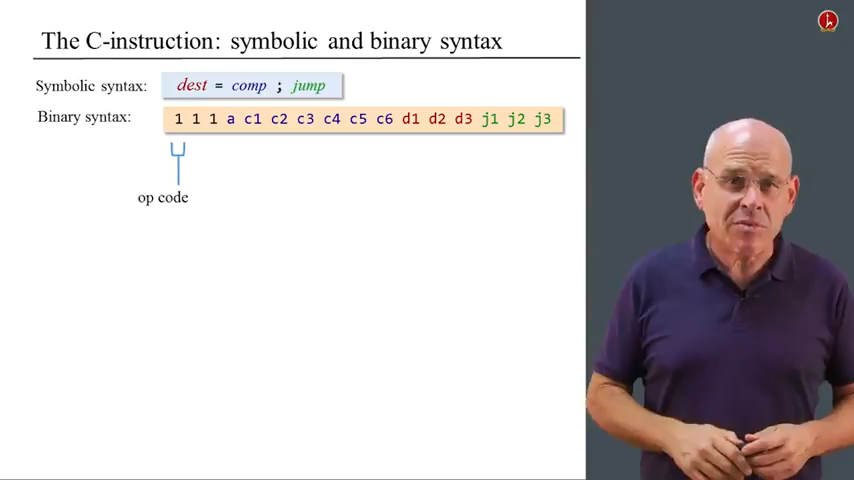 The C-instruction: symbolic and binary syntax
Symbolic syntax: dest = comp ; jump
Binary syntax: 1 1 1 a c1 c2 c3 c4 c5 c6 d1 d2 d3 j1 j2 j3
op code